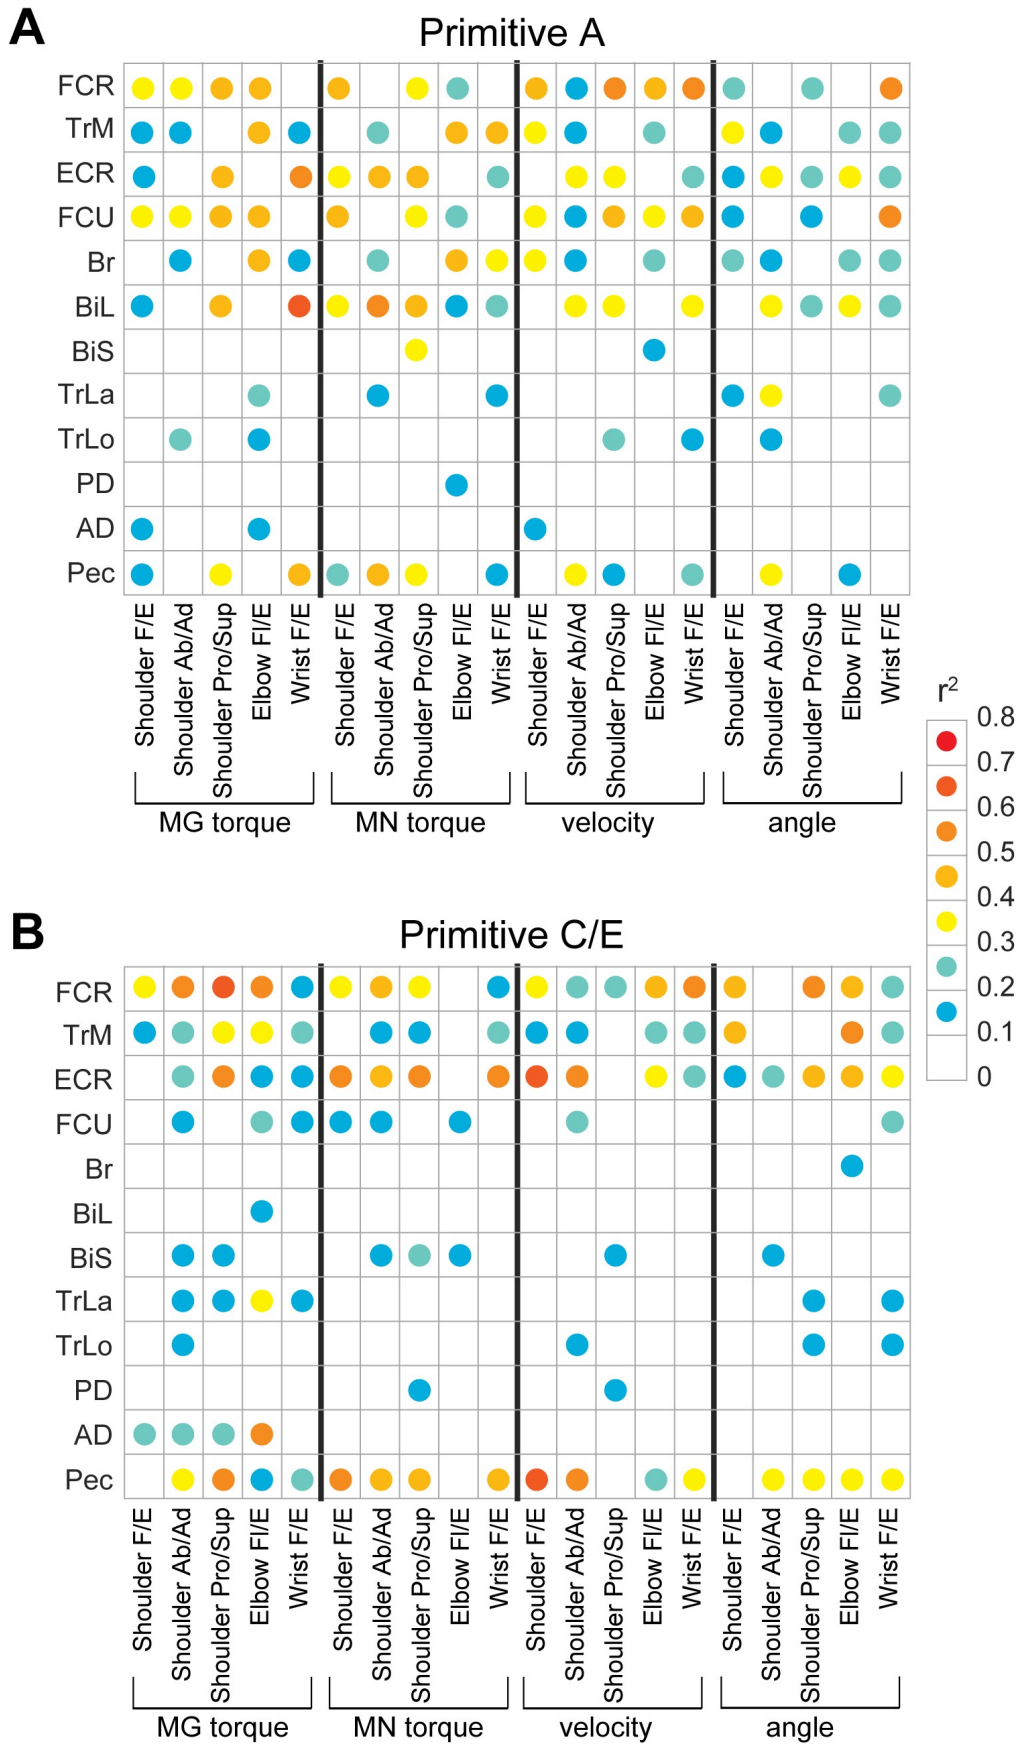 A
Primitive A
FCR
TrM
ECR
FCU
Br
BiL
BiS
TrLa
TrLo
PD
AD
Pec
Shoulder F/E
Shoulder Ab/Ad
Shoulder Pro/Sup
Elbow Fl/E
Wrist F/E
Shoulder F/E
Shoulder Ab/Ad
Shoulder Pro/Sup
Elbow Fl/E
Wrist F/E
Shoulder F/E
Shoulder Ab/Ad
Shoulder Pro/Sup
Elbow Fl/E
Wrist F/E
Shoulder F/E
Shoulder Ab/Ad
Shoulder Pro/Sup
Elbow Fl/E
Wrist F/E
MG torque
MN torque
velocity
angle
r²
0.8
0.7
0.6
0.5
0.4
0.3
0.2
0.1
0
B
Primitive C/E
FCR
TrM
ECR
FCU
Br
BiL
BiS
TrLa
TrLo
PD
AD
Pec
Shoulder F/E
Shoulder Ab/Ad
Shoulder Pro/Sup
Elbow Fl/E
Wrist F/E
Shoulder F/E
Shoulder Ab/Ad
Shoulder Pro/Sup
Elbow Fl/E
Wrist F/E
Shoulder F/E
Shoulder Ab/Ad
Shoulder Pro/Sup
Elbow Fl/E
Wrist F/E
Shoulder F/E
Shoulder Ab/Ad
Shoulder Pro/Sup
Elbow Fl/E
Wrist F/E
MG torque
MN torque
velocity
angle